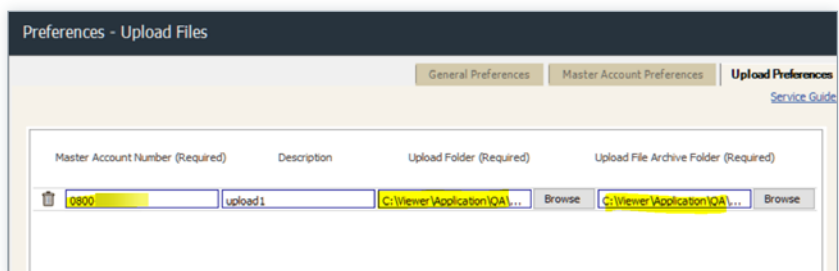 Preferences - Upload Files
General Preferences Master Account Preferences Upload Preferences
Service Guide
Master Account Number (Required) Description Upload Folder (Required) Upload File Archive Folder (Required)
0800 upload1 C:\Viewer\Application\QA\... Browse C:\Viewer\Application\QA\... Browse